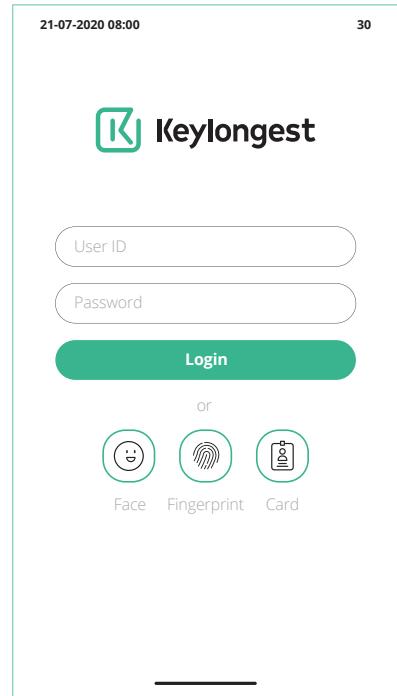 21-07-2020 08:00 30
Keylongest
User ID
Password
Login
or
Face Fingerprint Card